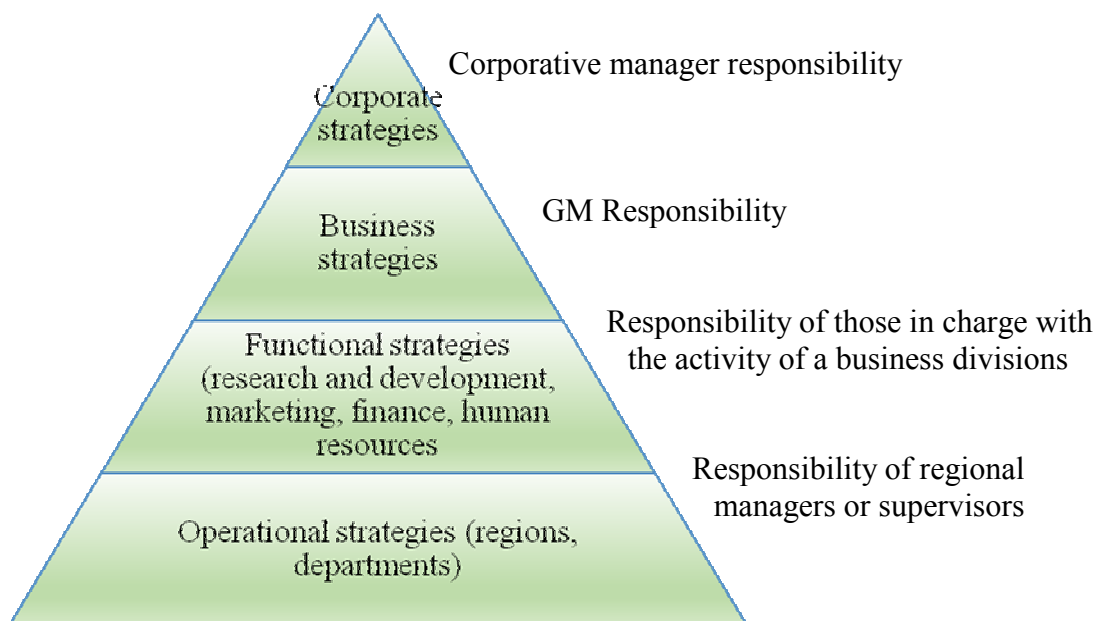 Corporative manager responsibility
Corporate
strategies
GM Responsibility
Business
strategies
Responsibility of those in charge with
the activity of a business divisions
Functional strategies
(research and development,
marketing, finance, human
resources
Responsibility of regional
managers or supervisors
Operational strategies (regions,
departments)